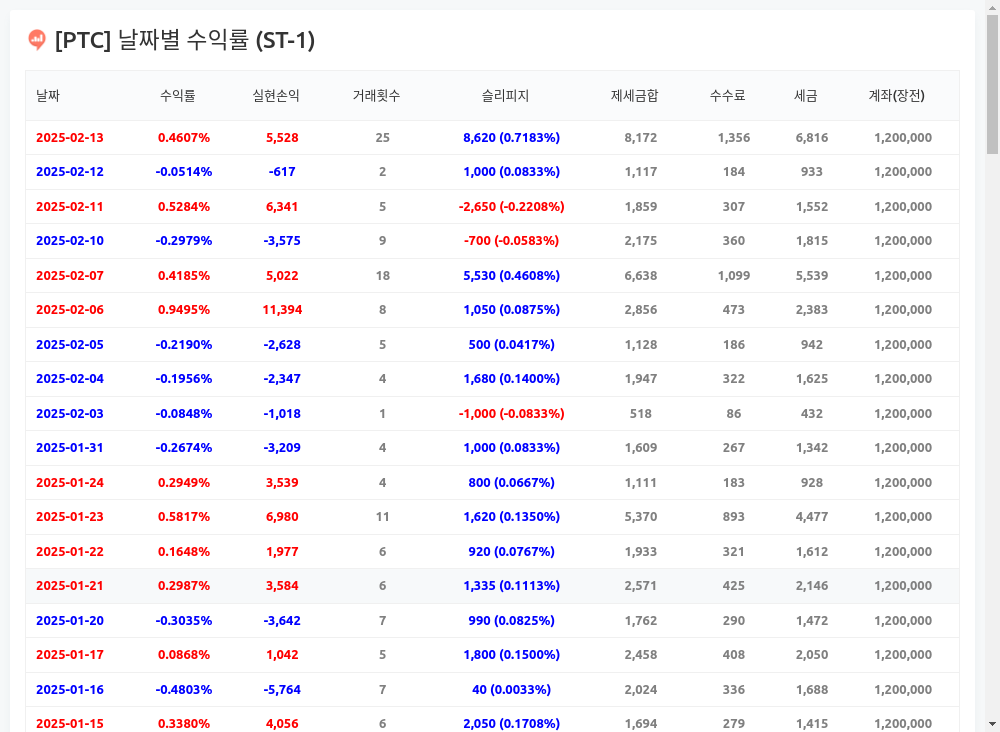 [PTC] 날짜별 수익률 (ST-1)
날짜 수익률 실현손익 거래횟수 슬리피지 제세금합 수수료 세금 계좌(장전)
2025-02-13 0.4607% 5,528 25 8,620 (0.7183%) 8,172 1,356 6,816 1,200,000
2025-02-12 -0.0514% -617 2 1,000 (0.0833%) 1,117 184 933 1,200,000
2025-02-11 0.5284% 6,341 5 -2,650 (-0.2208%) 1,859 307 1,552 1,200,000
2025-02-10 -0.2979% -3,575 9 -700 (-0.0583%) 2,175 360 1,815 1,200,000
2025-02-07 0.4185% 5,022 18 5,530 (0.4608%) 6,638 1,099 5,539 1,200,000
2025-02-06 0.9495% 11,394 8 1,050 (0.0875%) 2,856 473 2,383 1,200,000
2025-02-05 -0.2190% -2,628 5 500 (0.0417%) 1,128 186 942 1,200,000
2025-02-04 -0.1956% -2,347 4 1,680 (0.1400%) 1,947 322 1,625 1,200,000
2025-02-03 -0.0848% -1,018 1 -1,000 (-0.0833%) 518 86 432 1,200,000
2025-01-31 -0.2674% -3,209 4 1,000 (0.0833%) 1,609 267 1,342 1,200,000
2025-01-24 0.2949% 3,539 4 800 (0.0667%) 1,111 183 928 1,200,000
2025-01-23 0.5817% 6,980 11 1,620 (0.1350%) 5,370 893 4,477 1,200,000
2025-01-22 0.1648% 1,977 6 920 (0.0767%) 1,933 321 1,612 1,200,000
2025-01-21 0.2987% 3,584 6 1,335 (0.1113%) 2,571 425 2,146 1,200,000
2025-01-20 -0.3035% -3,642 7 990 (0.0825%) 1,762 290 1,472 1,200,000
2025-01-17 0.0868% 1,042 5 1,800 (0.1500%) 2,458 408 2,050 1,200,000
2025-01-16 -0.4803% -5,764 7 40 (0.0033%) 2,024 336 1,688 1,200,000
2025-01-15 0.3380% 4,056 6 2,050 (0.1708%) 1,694 279 1,415 1,200,000